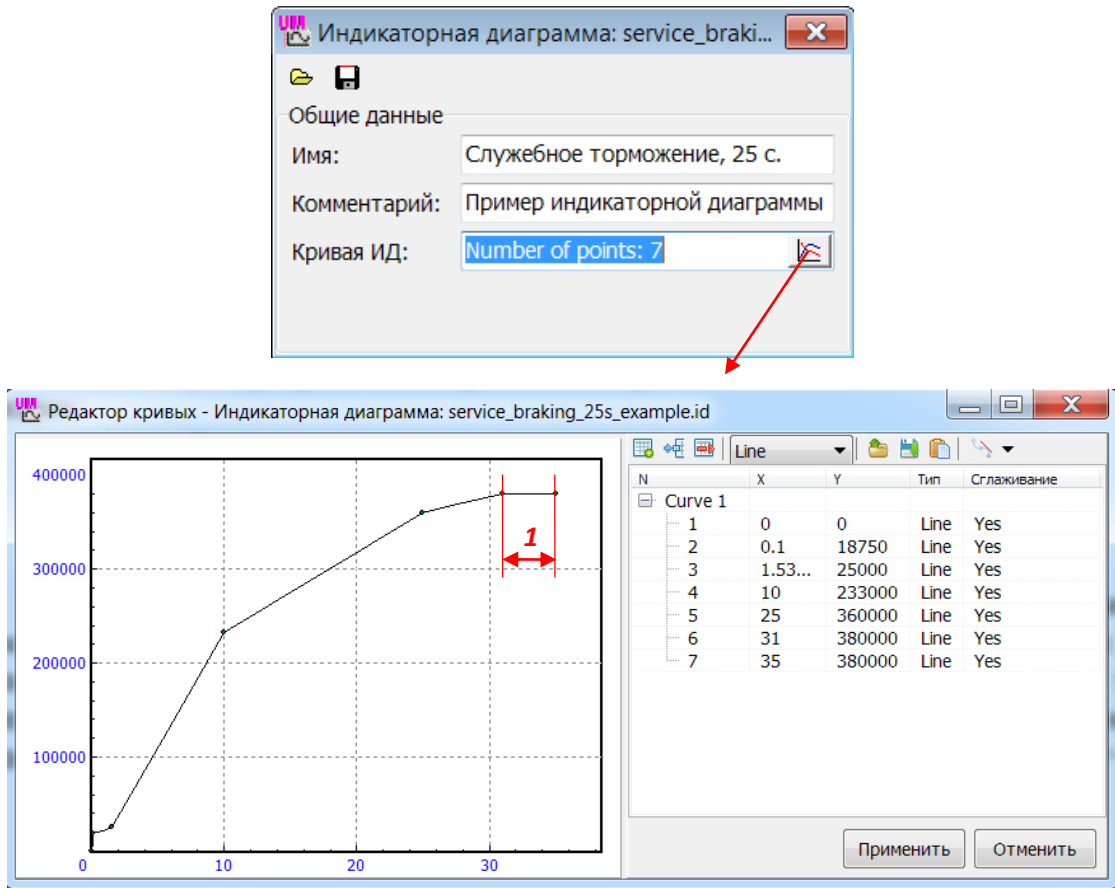 UM Индикаторная диаграмма: service_braki...
Общие данные
Имя: Служебное торможение, 25 с.
Комментарий: Пример индикаторной диаграммы
Кривая ИД: Number of points: 7
UM Редактор кривых - Индикаторная диаграмма: service_braking_25s_example.id
400000
300000
200000
100000
0 10 20 30
1
Line
N X Y Тип Сглаживание
Curve 1
1 0 0 Line Yes
2 0.1 18750 Line Yes
3 1.53... 25000 Line Yes
4 10 233000 Line Yes
5 25 360000 Line Yes
6 31 380000 Line Yes
7 35 380000 Line Yes
Применить Отменить